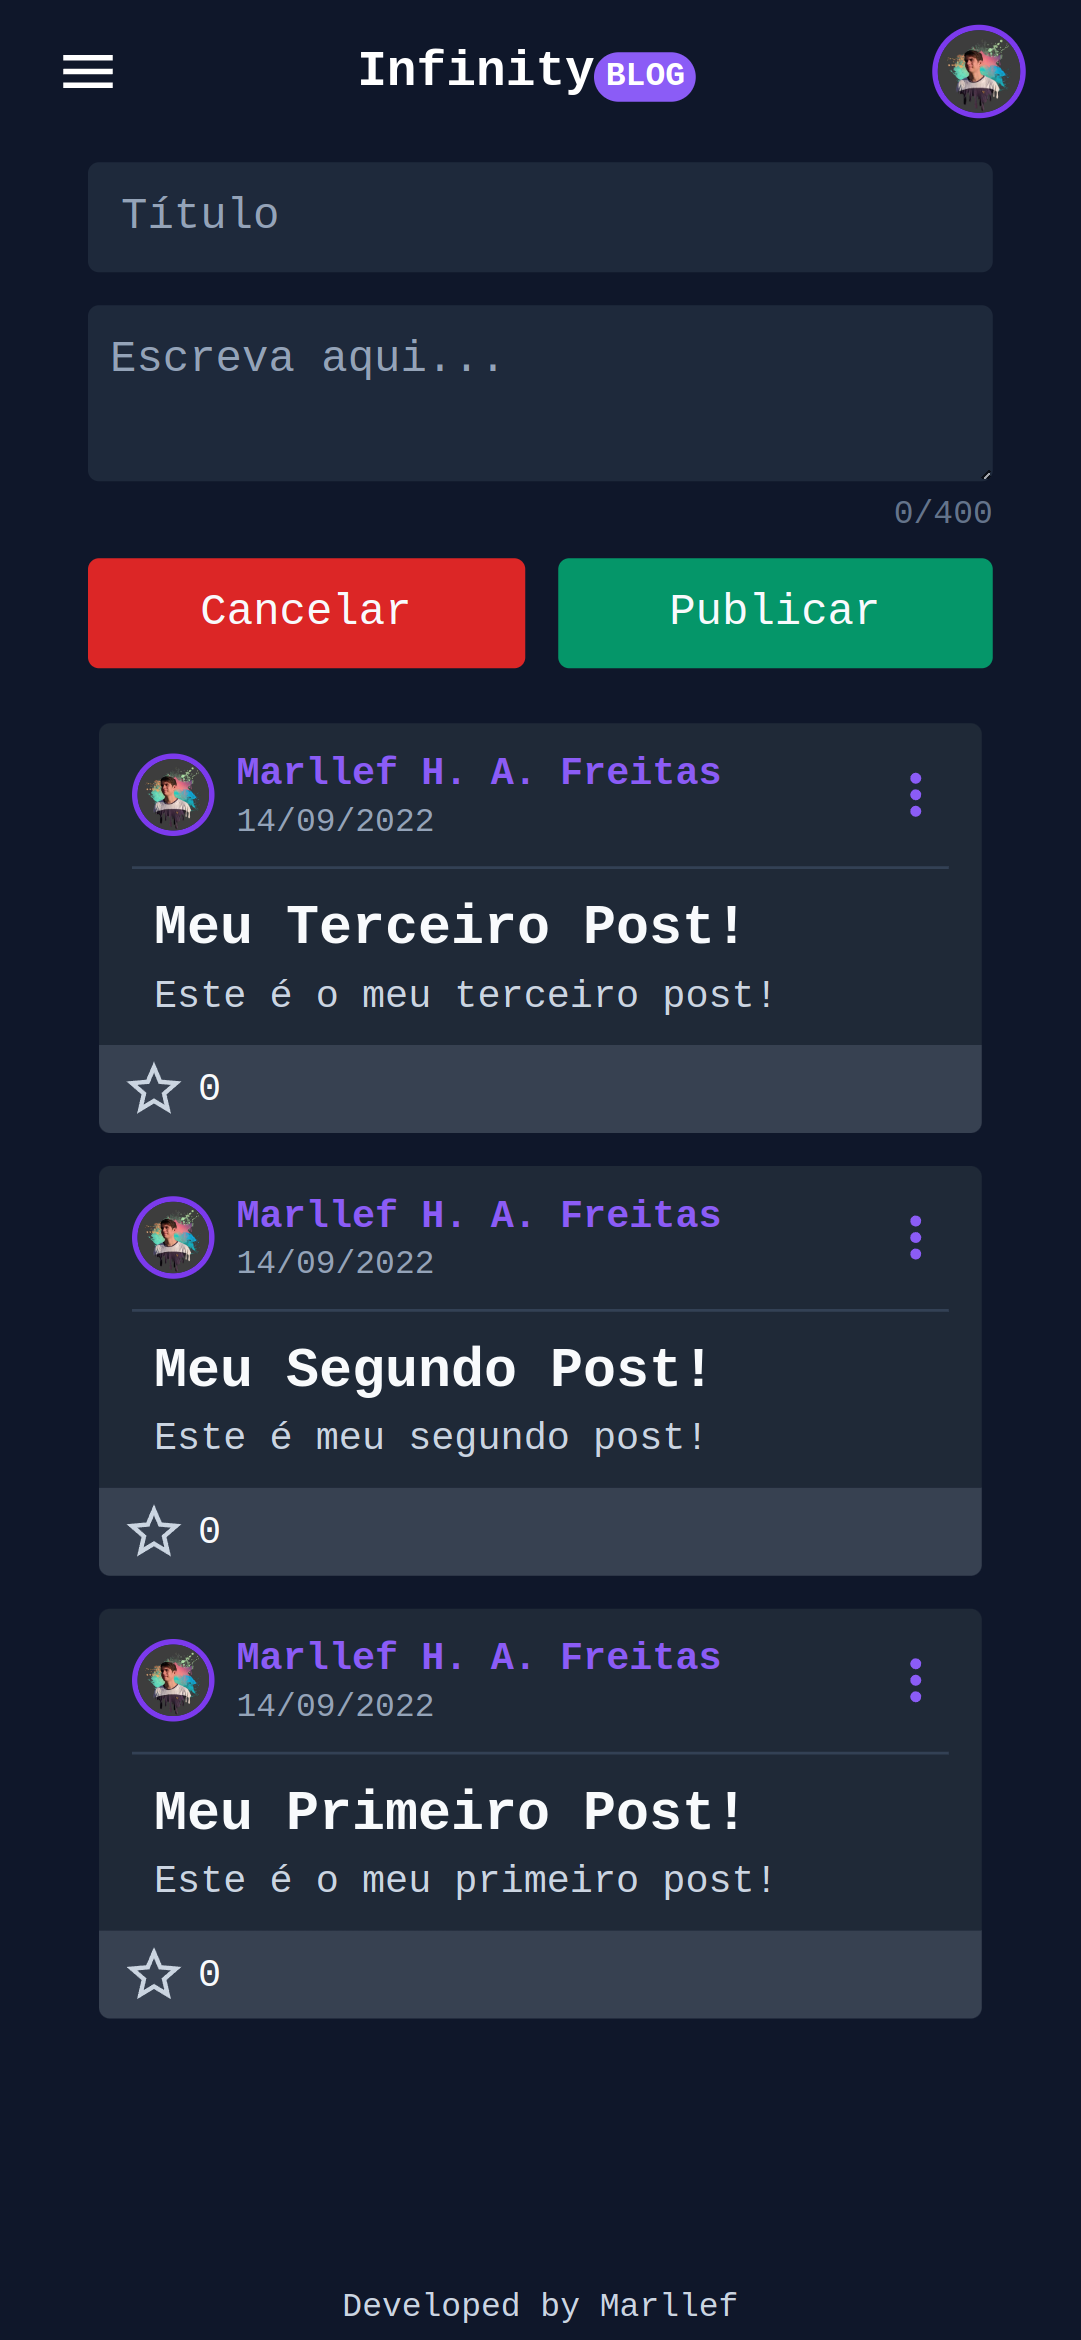 Infinity BLOG
Título
Escreva aqui...
0/400
Cancelar Publicar
Marllef H. A. Freitas
14/09/2022
Meu Terceiro Post!
Este é o meu terceiro post!
0
Marllef H. A. Freitas
14/09/2022
Meu Segundo Post!
Este é meu segundo post!
0
Marllef H. A. Freitas
14/09/2022
Meu Primeiro Post!
Este é o meu primeiro post!
0
Developed by Marllef